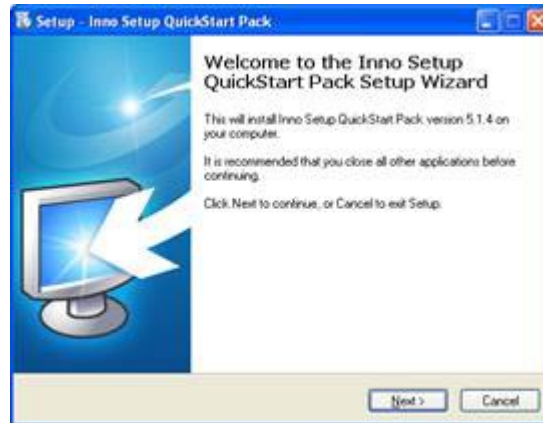 Setup - Inno Setup QuickStart Pack
Welcome to the Inno Setup
QuickStart Pack Setup Wizard
This will install Inno Setup QuickStart Pack version 5.1.4 on
your computer.
It is recommended that you close all other applications before
continuing.
Click Next to continue, or Cancel to exit Setup.
Next >
Cancel